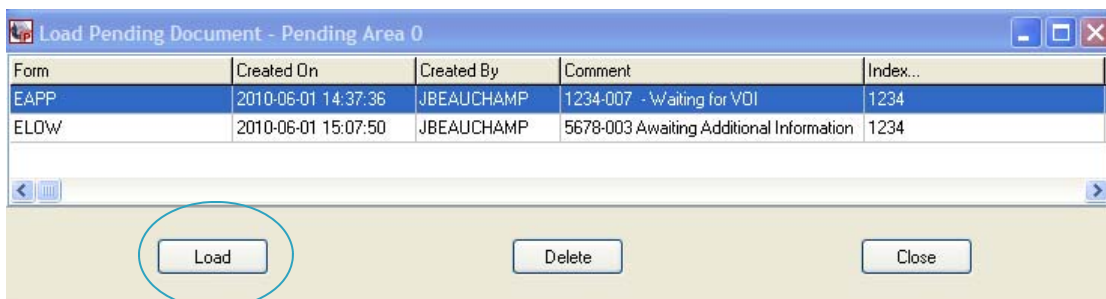 Load Pending Document - Pending Area 0
Form Created On Created By Comment Index...
EAPP 2010-06-01 14:37:36 JBEAUCHAMP 1234-007 - Waiting for VOI 1234
ELOW 2010-06-01 15:07:50 JBEAUCHAMP 5678-003 Awaiting Additional Information 1234
Load Delete Close